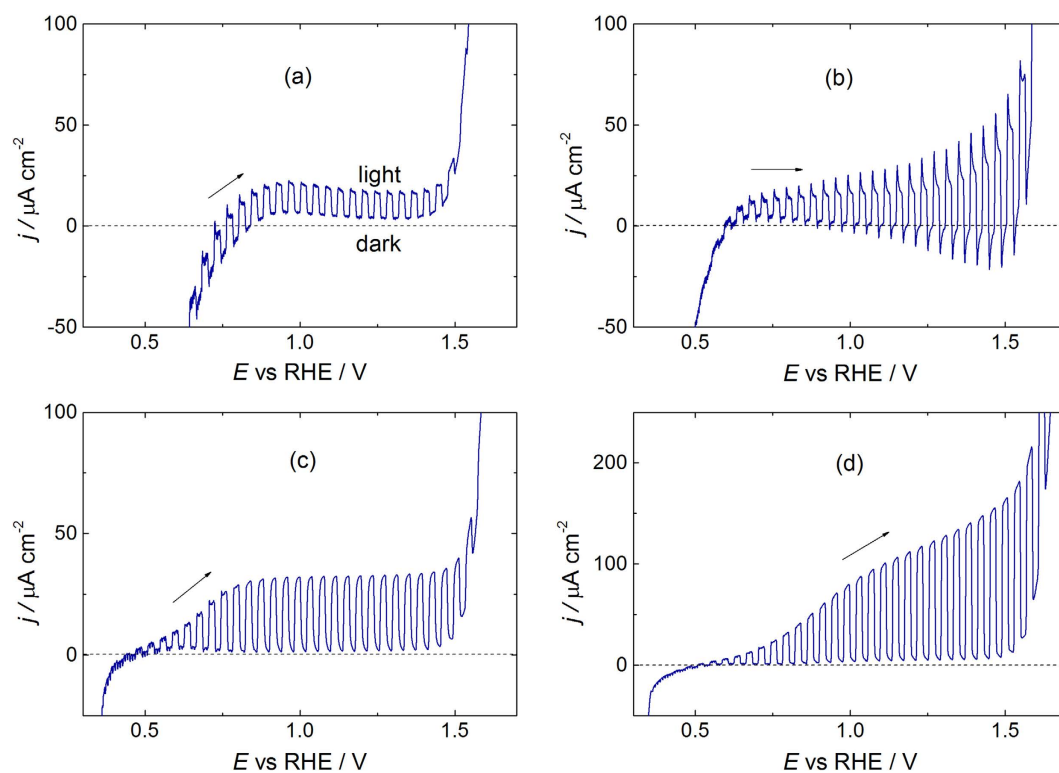 100
50
0
-50
j / μA cm⁻²
(a)
light
dark
0.5 1.0 1.5
E vs RHE / V
100
50
0
-50
j / μA cm⁻²
(b)
0.5 1.0 1.5
E vs RHE / V
100
50
0
j / μA cm⁻²
(c)
0.5 1.0 1.5
E vs RHE / V
200
100
0
j / μA cm⁻²
(d)
0.5 1.0 1.5
E vs RHE / V